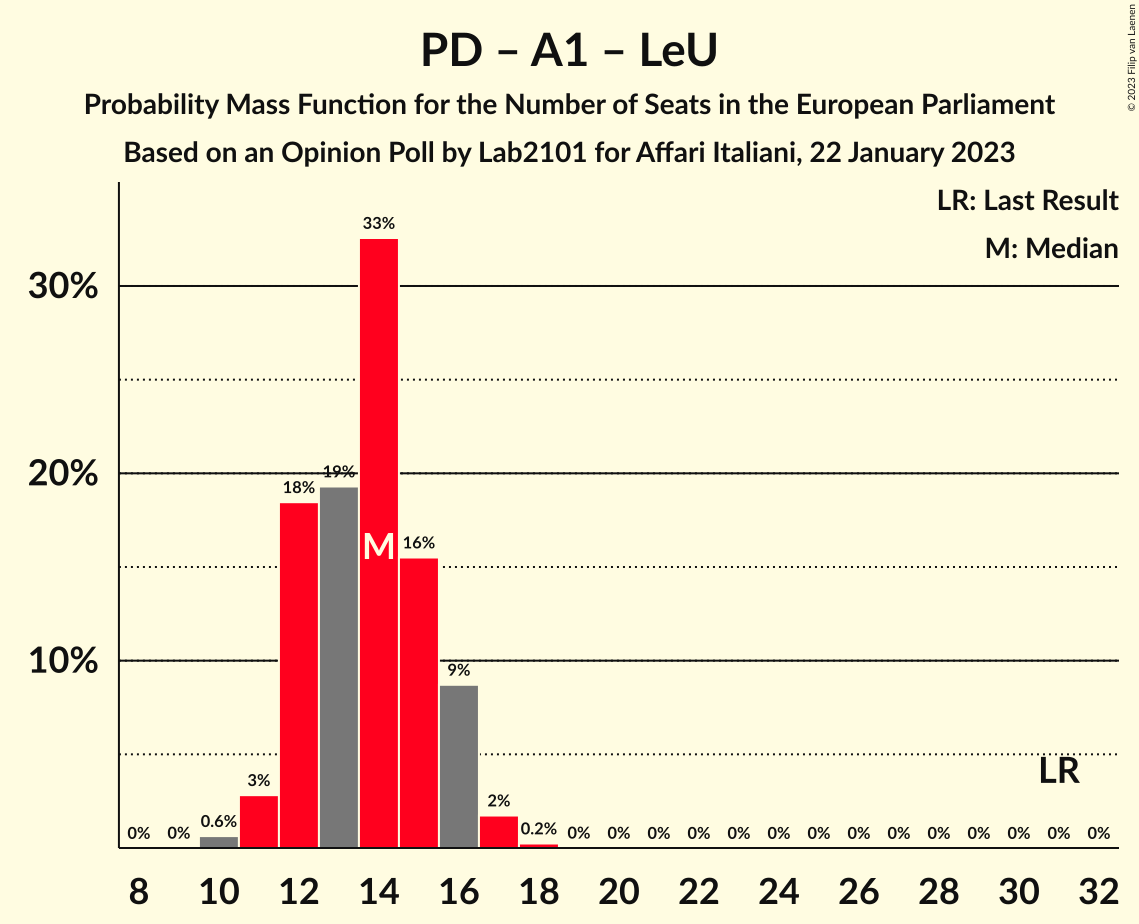 PD – A1 – LeU
Probability Mass Function for the Number of Seats in the European Parliament
Based on an Opinion Poll by Lab2101 for Affari Italiani, 22 January 2023
© 2023 Filip van Laenen
LR: Last Result
M: Median
33%
30%
20%
19%
18%
M
16%
10%
9%
LR
3%
2%
0.6%
0.2%
0% 0% 0% 0% 0% 0% 0% 0% 0% 0% 0% 0% 0% 0% 0% 0%
8 10 12 14 16 18 20 22 24 26 28 30 32